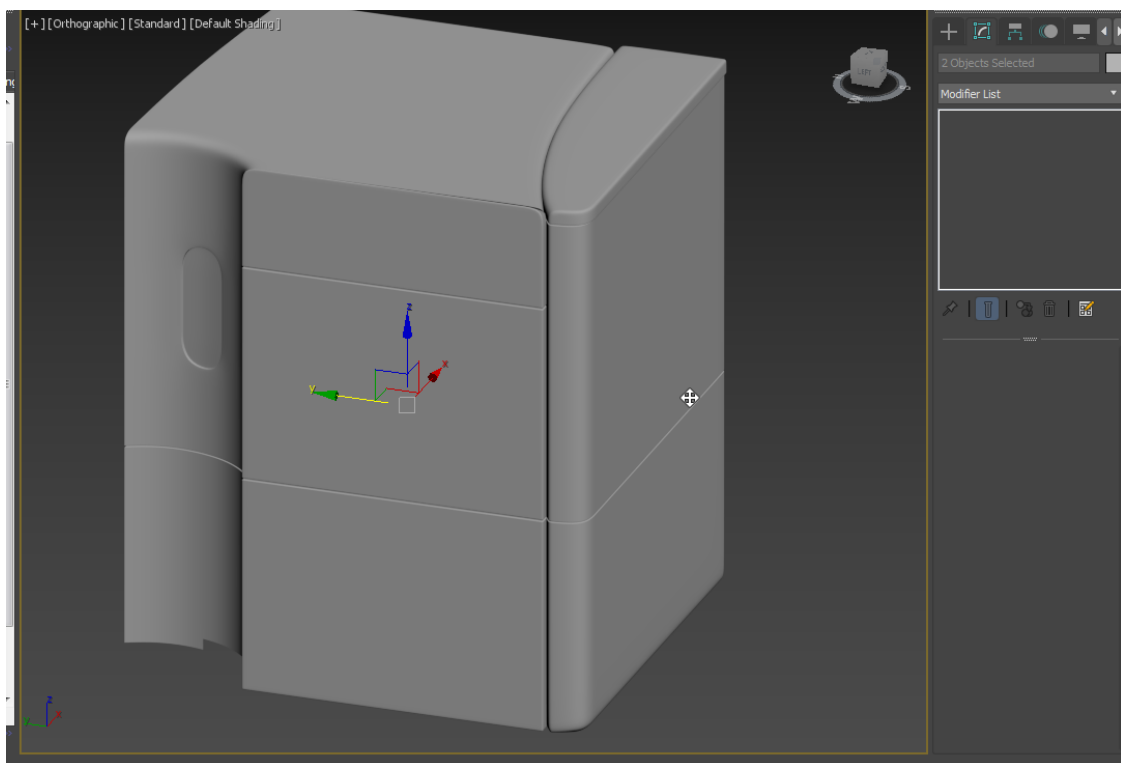 [+] [Orthographic] [Standard] [Default Shading]
2 Objects Selected
Modifier List
z
x
y
z
x
y